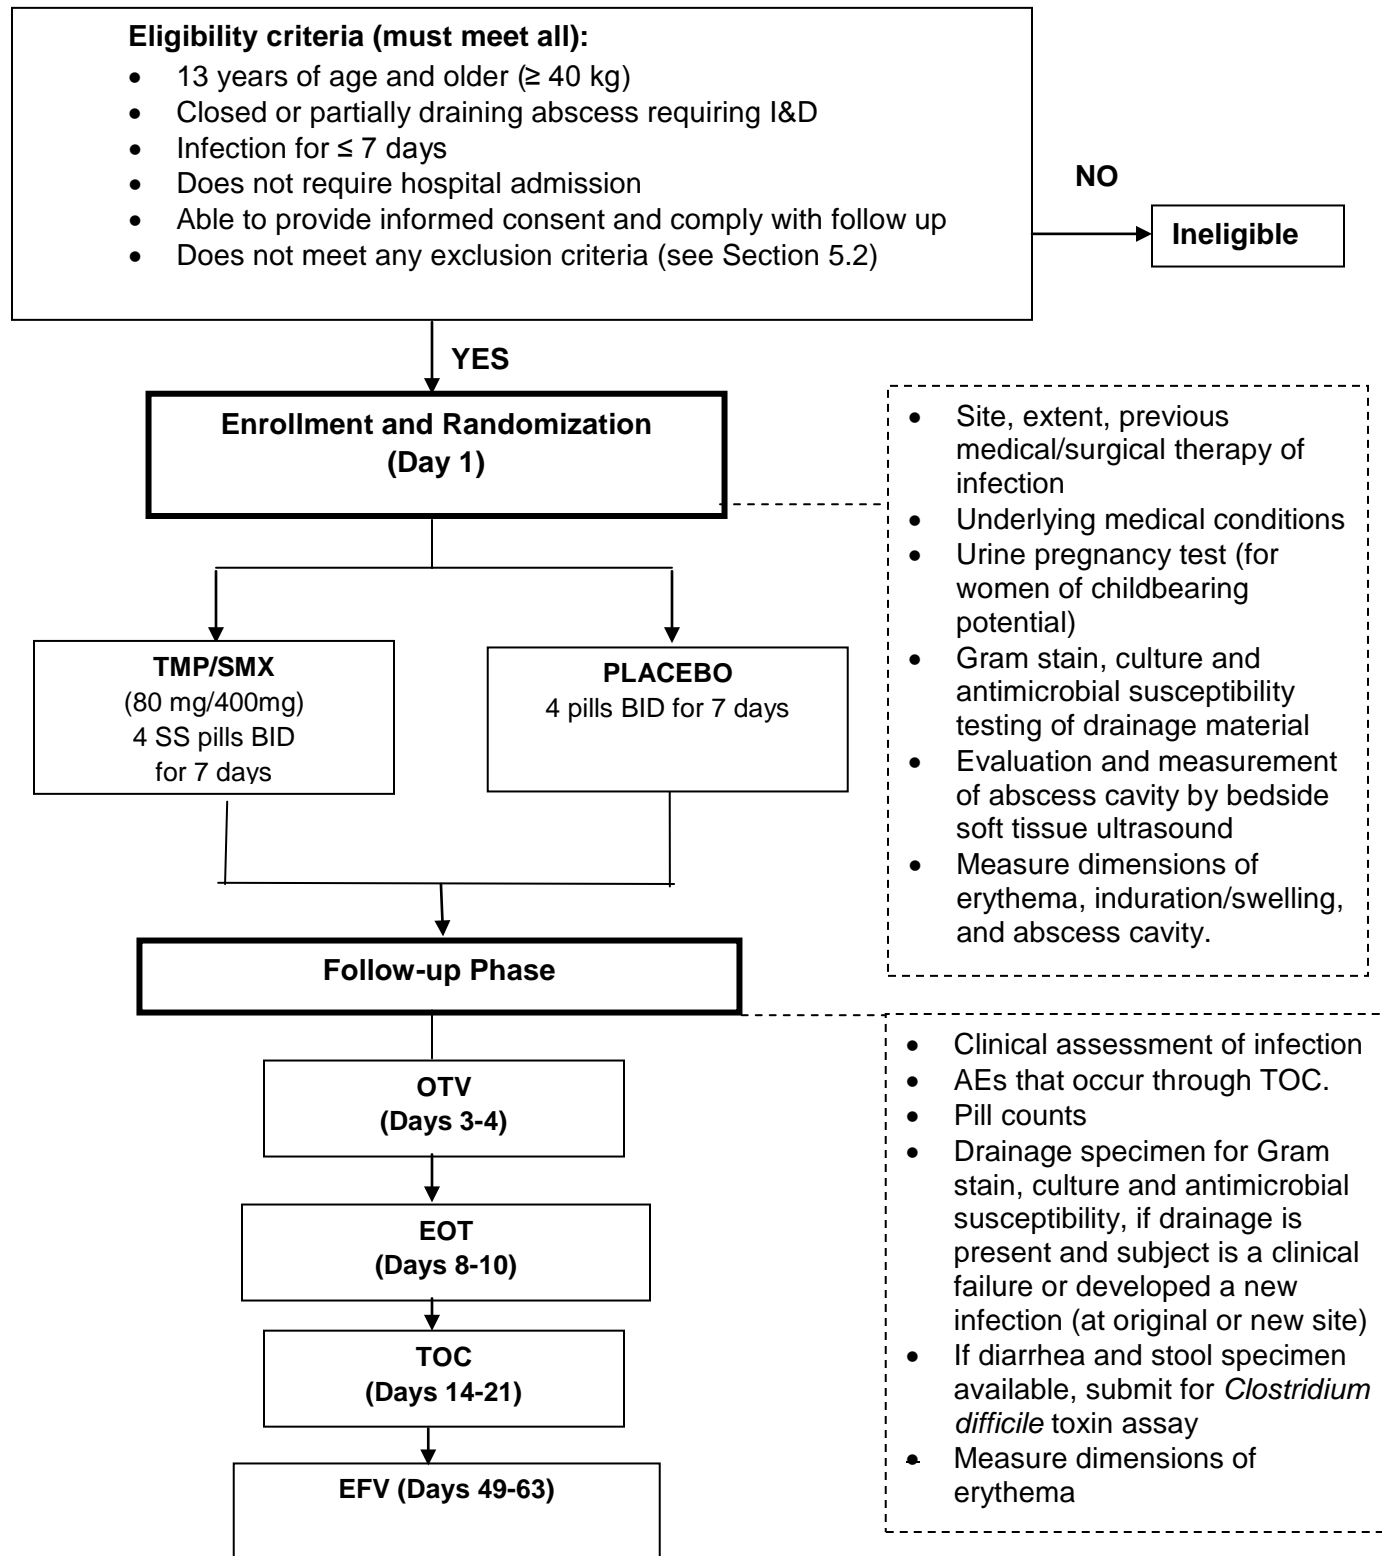 Eligibility criteria (must meet all):
• 13 years of age and older (≥ 40 kg)
• Closed or partially draining abscess requiring I&D
• Infection for ≤ 7 days
• Does not require hospital admission
• Able to provide informed consent and comply with follow up
• Does not meet any exclusion criteria (see Section 5.2)
NO
Ineligible
YES
Enrollment and Randomization
(Day 1)
• Site, extent, previous
medical/surgical therapy of
infection
• Underlying medical conditions
• Urine pregnancy test (for
women of childbearing
potential)
• Gram stain, culture and
antimicrobial susceptibility
testing of drainage material
• Evaluation and measurement
of abscess cavity by bedside
soft tissue ultrasound
• Measure dimensions of
erythema, induration/swelling,
and abscess cavity.
TMP/SMX
(80 mg/400mg)
4 SS pills BID
for 7 days
PLACEBO
4 pills BID for 7 days
Follow-up Phase
• Clinical assessment of infection
• AEs that occur through TOC.
• Pill counts
• Drainage specimen for Gram
stain, culture and antimicrobial
susceptibility, if drainage is
present and subject is a clinical
failure or developed a new
infection (at original or new site)
• If diarrhea and stool specimen
available, submit for Clostridium
difficile toxin assay
• Measure dimensions of
erythema
OTV
(Days 3-4)
EOT
(Days 8-10)
TOC
(Days 14-21)
EFV (Days 49-63)